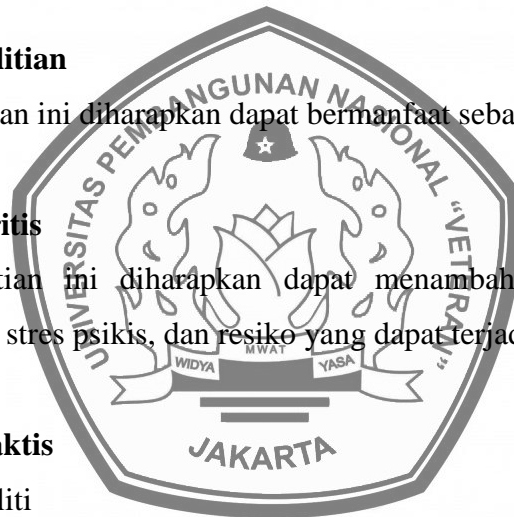 litian
an ini diharapkan dapat bermanfaat seba
itis
tian ini diharapkan dapat menambah
stres psikis, dan resiko yang dapat terjad
aktis
liti
UNIVERSITAS PEMBANGUNAN NASIONAL "VETERAN"
WIDYA MWAT YASA
JAKARTA